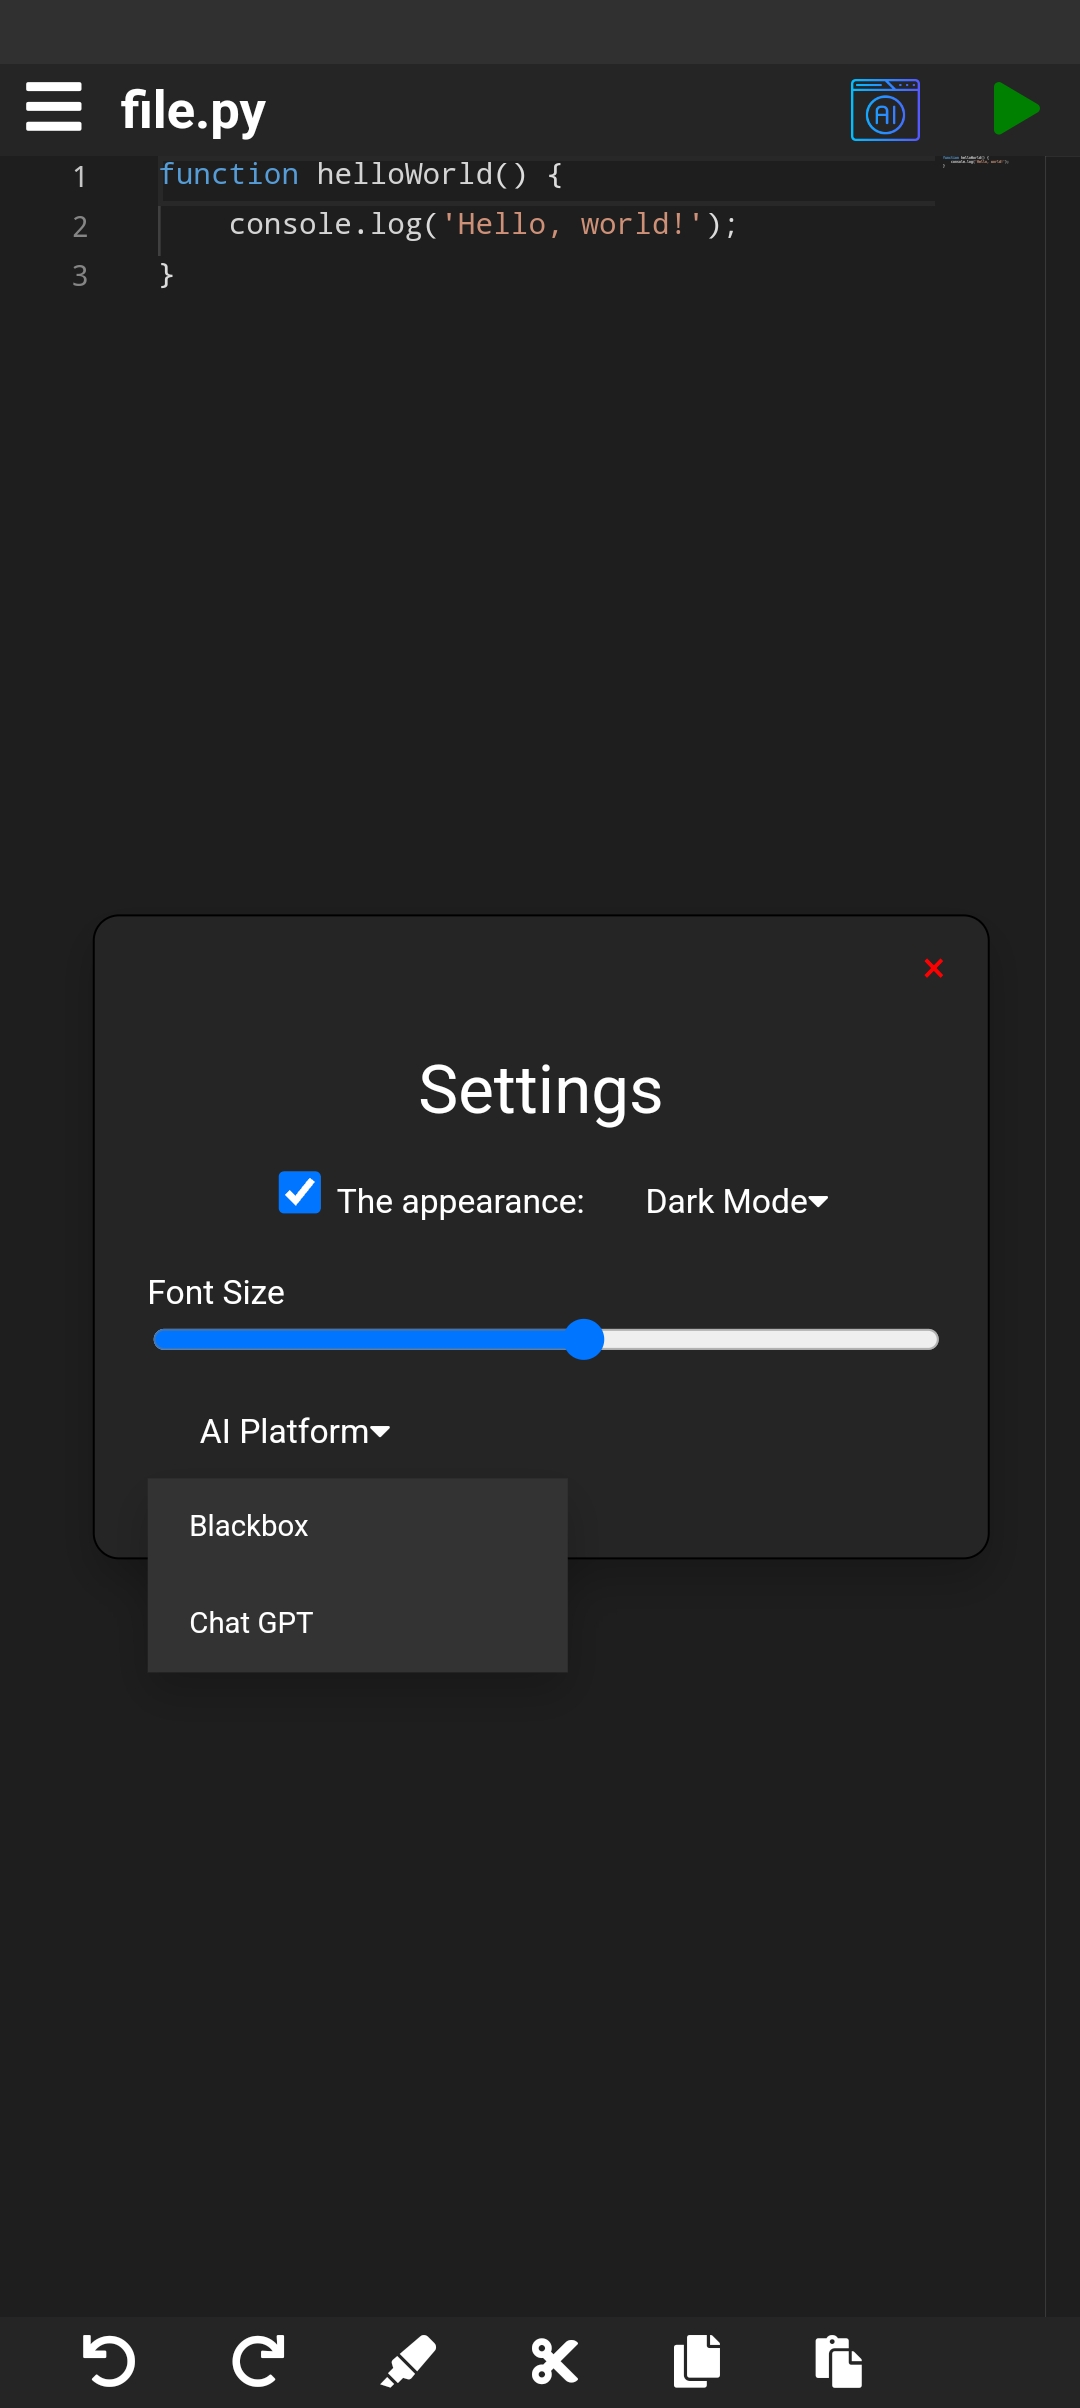 file.py
AI
1 function helloWorld() {
2     console.log('Hello, world!');
3 }
×
Settings
The appearance: Dark Mode
Font Size
AI Platform
Blackbox
Chat GPT